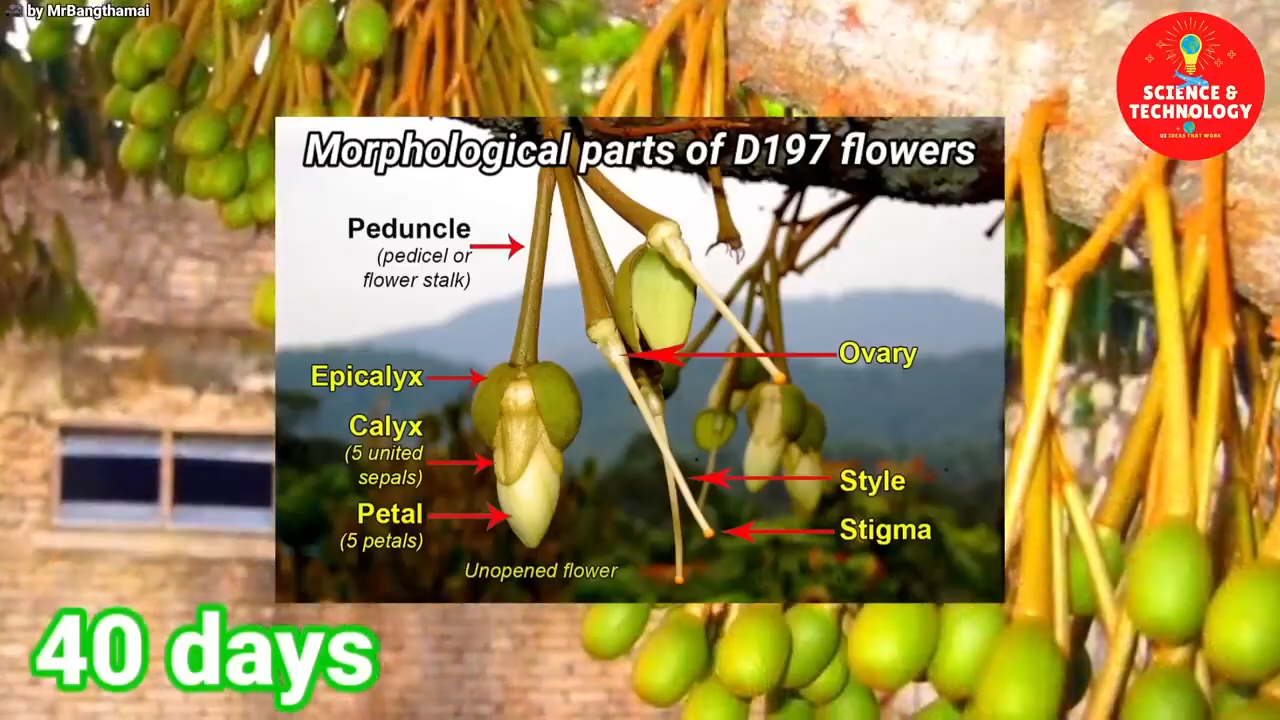 by MrBangthamai
SCIENCE &
TECHNOLOGY
Morphological parts of D197 flowers
Peduncle
(pedicel or
flower stalk)
Epicalyx
Calyx
(5 united
sepals)
Petal
(5 petals)
Ovary
Style
Stigma
Unopened flower
40 days